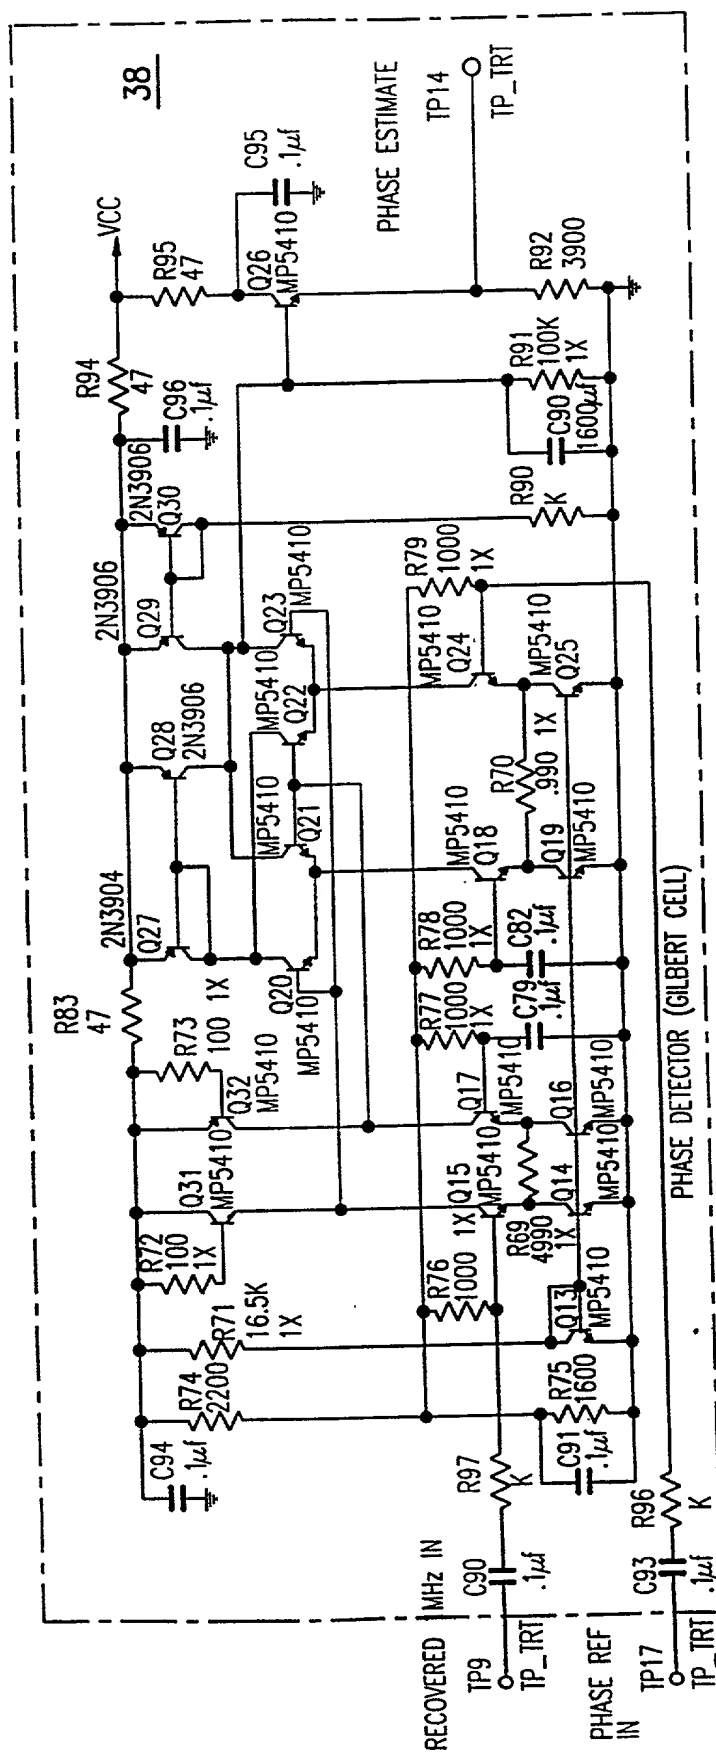 38
VCC
R94
47
R95
47
C95
.1µf
C96
.1µf
Q26
MP5410
PHASE ESTIMATE
TP14
TP_TRT
R92
3900
R91
100K
1X
C90
1600µf
R90
K
2N3906
Q30
2N3906
Q29
Q28
2N3906
2N3904
Q27
1X
Q23
MP5410
MP5410
Q22
MP5410
Q21
Q20
MP5410
R79
1000
1X
MP5410
Q24
MP5410
Q25
R70
.990
1X
MP5410
Q18
Q19
MP5410
R78
1000
1X
C82
.1µf
R77
1000
1X
C79
.1µf
R83
47
R73
100
Q32
MP5410
Q31
MP5410
R72
100
1X
R71
16.5K
1X
R74
2200
C94
.1µf
Q17
MP5410
Q16
MP5410
Q15
MP5410
1X
Q14
MP5410
R69
4990
1X
R76
1000
Q13
MP5410
R75
1600
C91
.1µf
R97
K
R96
K
C90
.1µf
C93
.1µf
RECOVERED 1MHz IN
TP9
TP_TRT
PHASE REF
IN
TP17
TP_TRT
PHASE DETECTOR (GILBERT CELL)